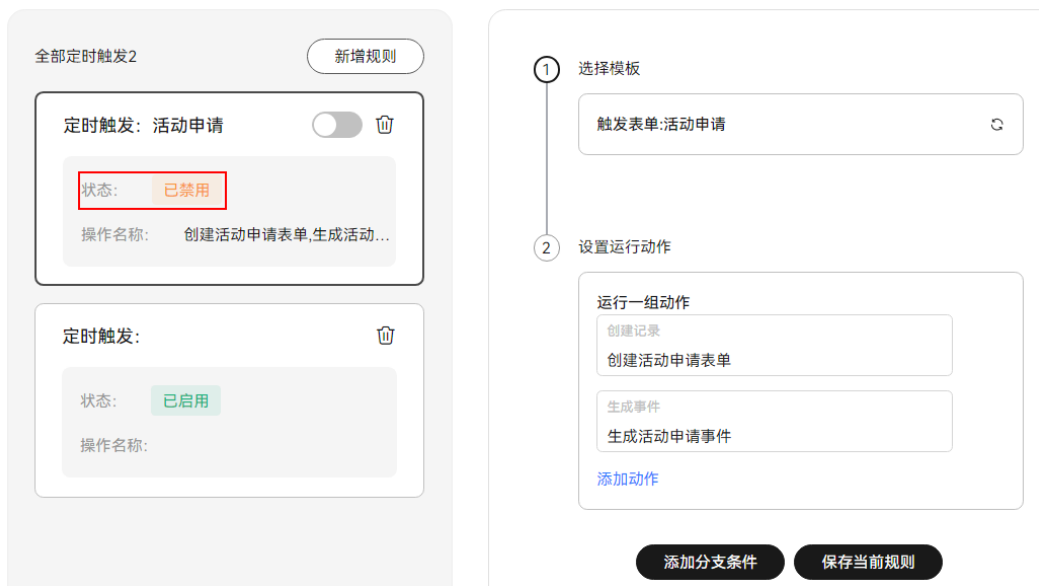 全部定时触发2
新增规则
定时触发：活动申请
状态：
已禁用
操作名称：
创建活动申请表单,生成活动...
定时触发：
状态：
已启用
操作名称：
1
选择模板
触发表单:活动申请
2
设置运行动作
运行一组动作
创建记录
创建活动申请表单
生成事件
生成活动申请事件
添加动作
添加分支条件
保存当前规则